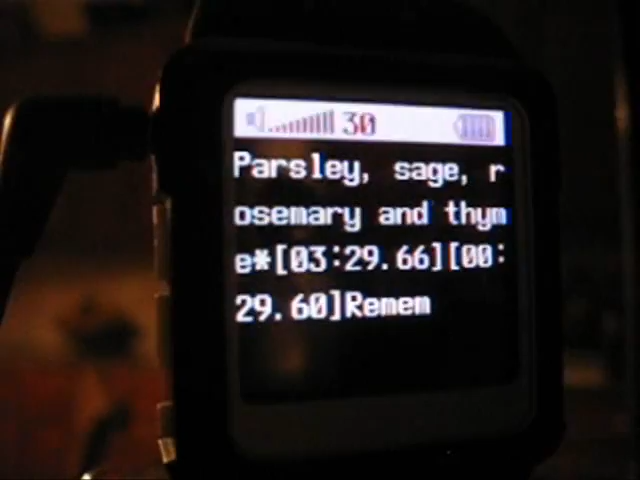 30
Parsley, sage, r
osemary and thym
e*[03:29.66][00:
29.60]Remem